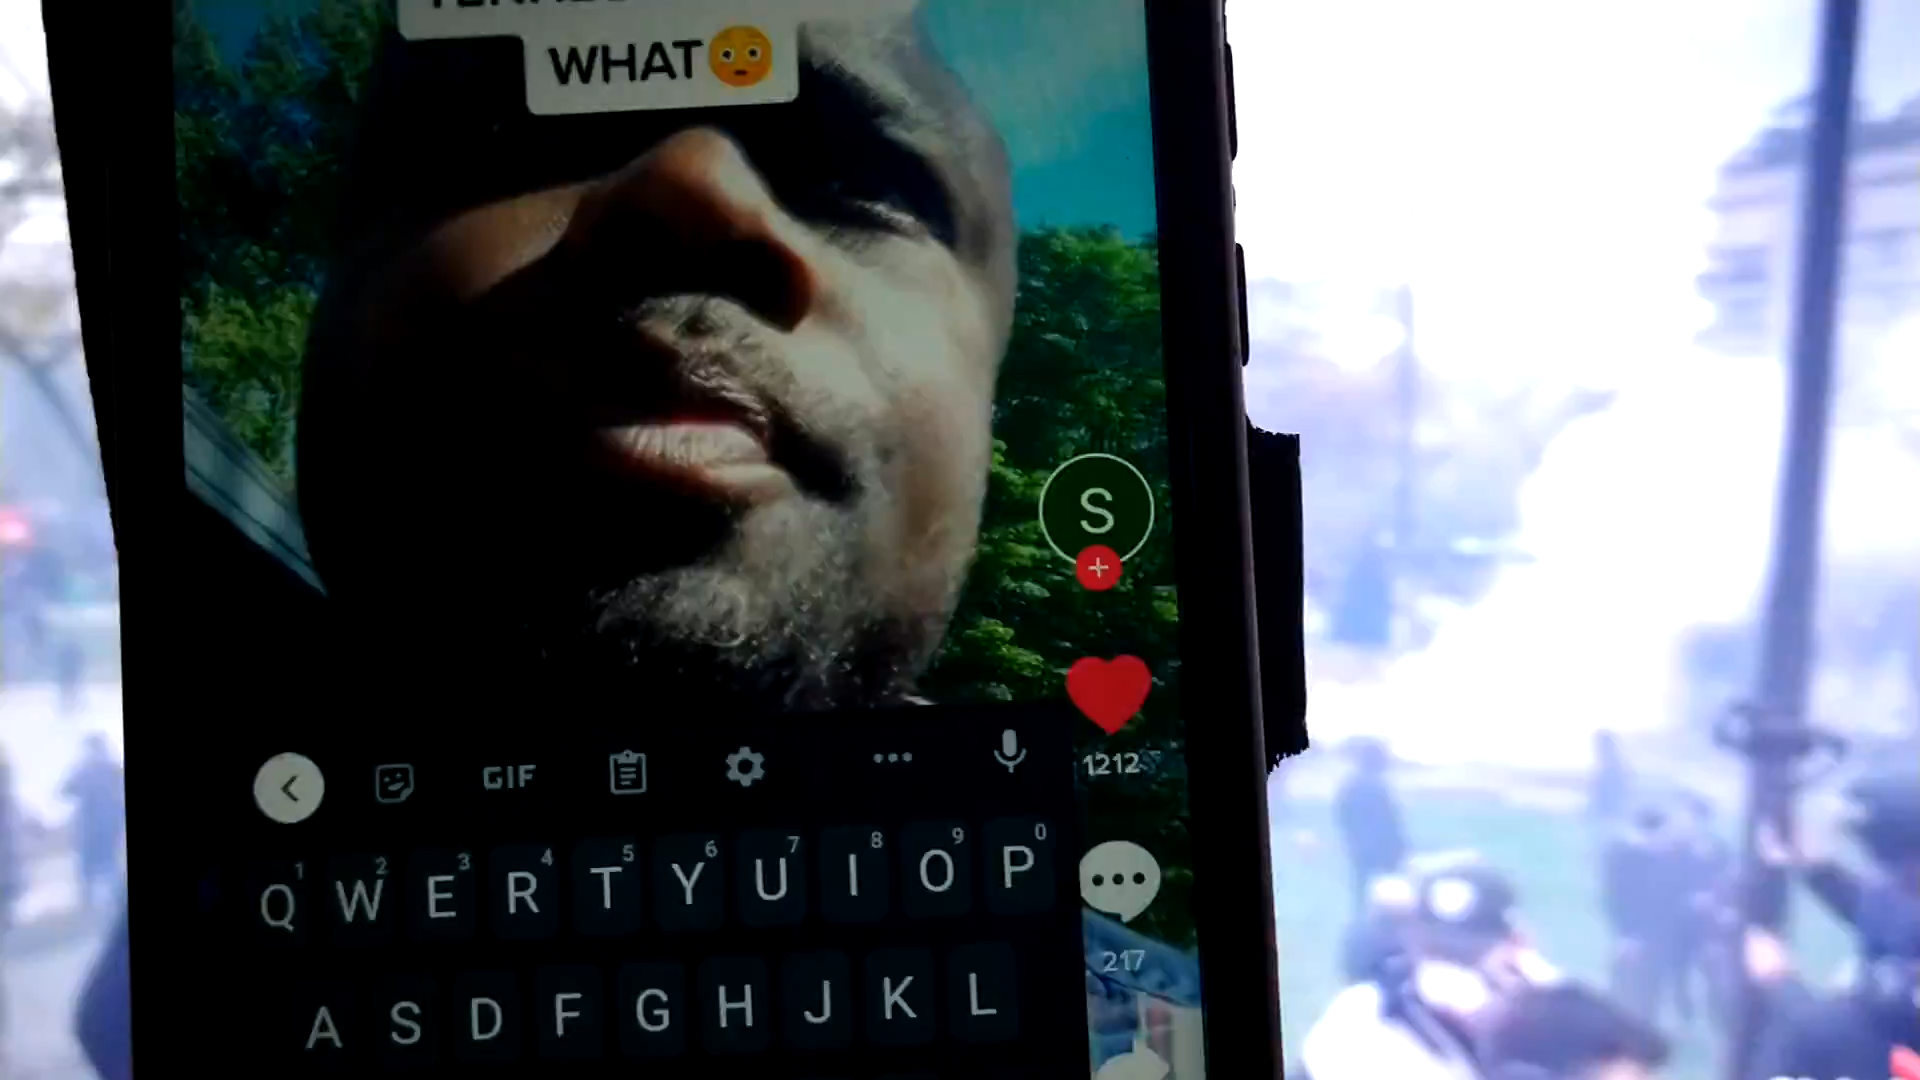 WHAT😳
S
1212
GIF
1 2 3 4 5 6 7 8 9 0
Q W E R T Y U I O P
217
A S D F G H J K L